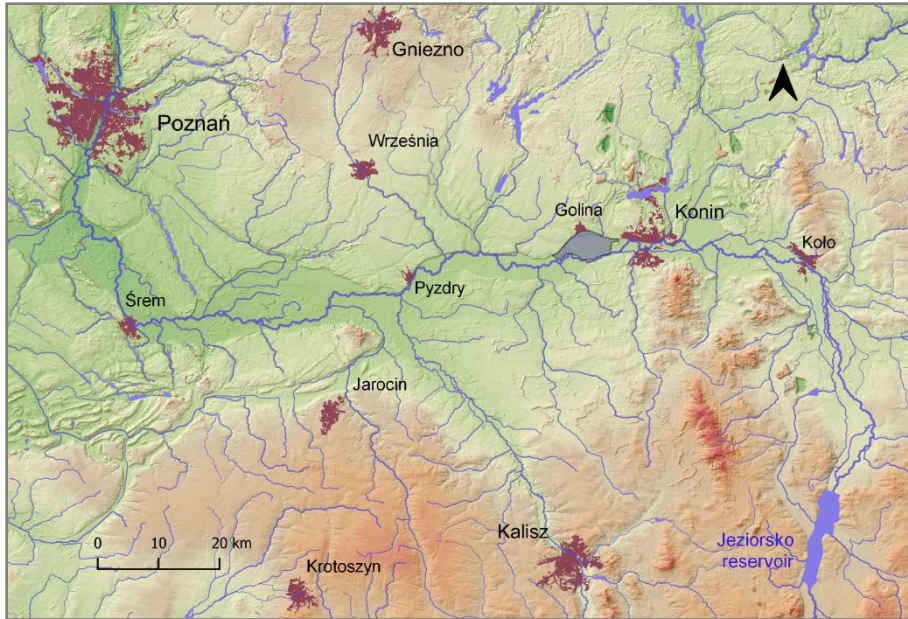 Gniezno
Poznań
Września
Golina
Konin
Koło
Pyzdry
Śrem
Jarocin
0 10 20 km
Kalisz
Jeziorsko
reservoir
Krotoszyn